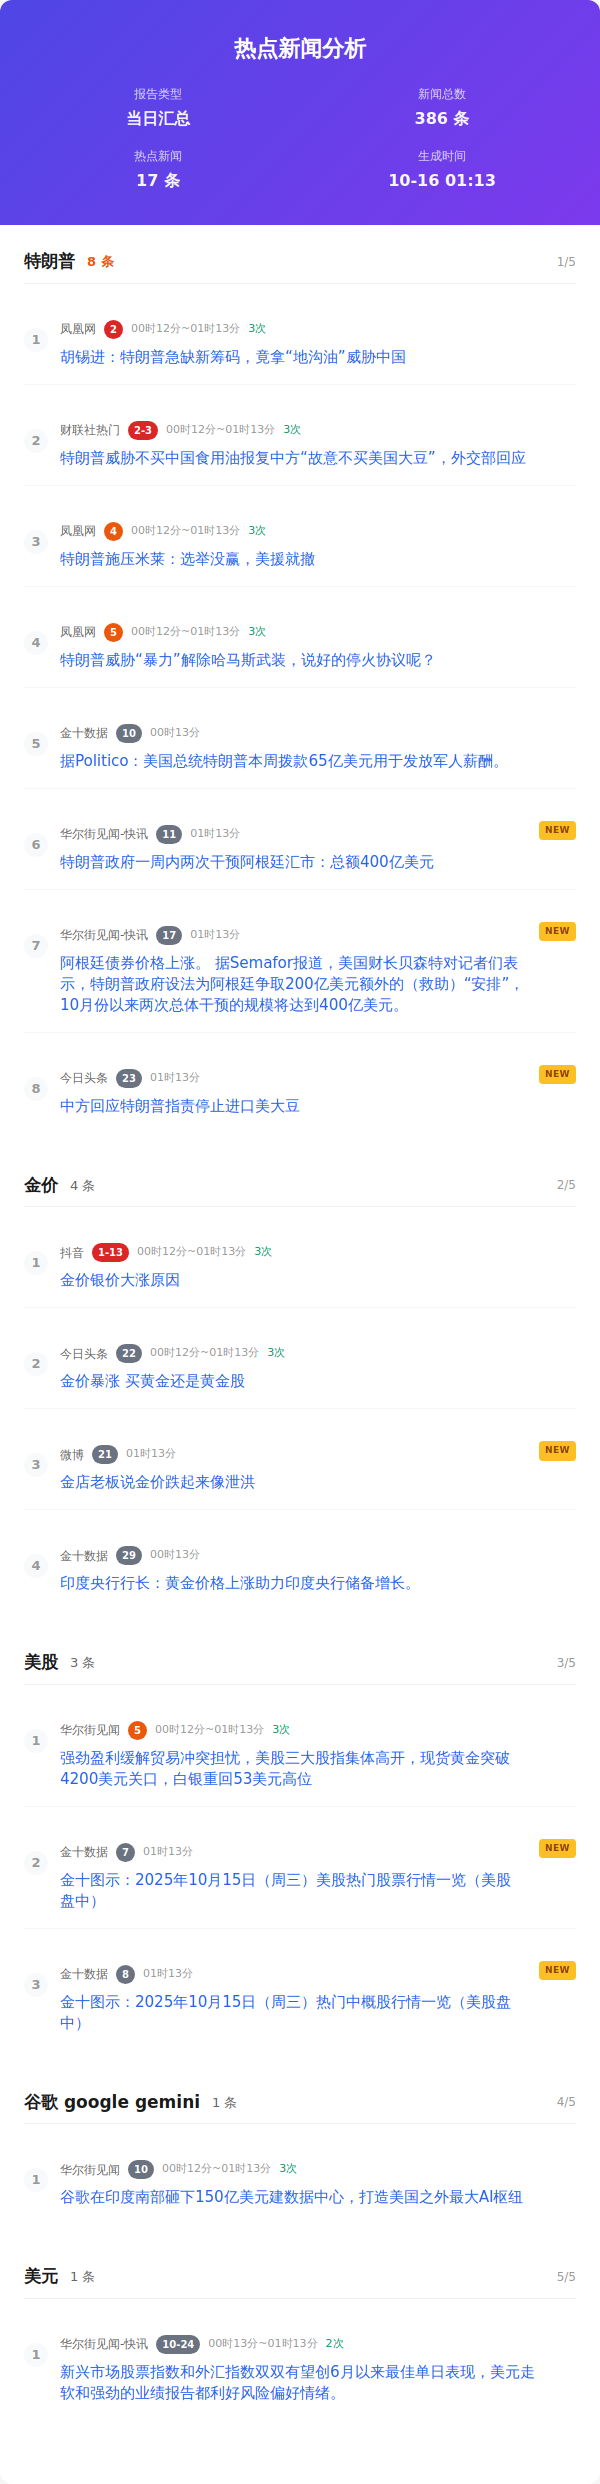 热点新闻分析
报告类型
当日汇总
新闻总数
386 条
热点新闻
17 条
生成时间
10-16 01:13
特朗普 8 条 1/5
1
凤凰网 2 00时12分~01时13分 3次
胡锡进：特朗普急缺新筹码，竟拿“地沟油”威胁中国
2
财联社热门 2-3 00时12分~01时13分 3次
特朗普威胁不买中国食用油报复中方“故意不买美国大豆”，外交部回应
3
凤凰网 4 00时12分~01时13分 3次
特朗普施压米莱：选举没赢，美援就撤
4
凤凰网 5 00时12分~01时13分 3次
特朗普威胁“暴力”解除哈马斯武装，说好的停火协议呢？
5
金十数据 10 00时13分
据Politico：美国总统特朗普本周拨款65亿美元用于发放军人薪酬。
6
华尔街见闻-快讯 11 01时13分 NEW
特朗普政府一周内两次干预阿根廷汇市：总额400亿美元
7
华尔街见闻-快讯 17 01时13分 NEW
阿根廷债券价格上涨。 据Semafor报道，美国财长贝森特对记者们表
示，特朗普政府设法为阿根廷争取200亿美元额外的（救助）“安排”，
10月份以来两次总体干预的规模将达到400亿美元。
8
今日头条 23 01时13分 NEW
中方回应特朗普指责停止进口美大豆
金价 4 条 2/5
1
抖音 1-13 00时12分~01时13分 3次
金价银价大涨原因
2
今日头条 22 00时12分~01时13分 3次
金价暴涨 买黄金还是黄金股
3
微博 21 01时13分 NEW
金店老板说金价跌起来像泄洪
4
金十数据 29 00时13分
印度央行行长：黄金价格上涨助力印度央行储备增长。
美股 3 条 3/5
1
华尔街见闻 5 00时12分~01时13分 3次
强劲盈利缓解贸易冲突担忧，美股三大股指集体高开，现货黄金突破
4200美元关口，白银重回53美元高位
2
金十数据 7 01时13分 NEW
金十图示：2025年10月15日（周三）美股热门股票行情一览（美股
盘中）
3
金十数据 8 01时13分 NEW
金十图示：2025年10月15日（周三）热门中概股行情一览（美股盘
中）
谷歌 google gemini 1 条 4/5
1
华尔街见闻 10 00时12分~01时13分 3次
谷歌在印度南部砸下150亿美元建数据中心，打造美国之外最大AI枢纽
美元 1 条 5/5
1
华尔街见闻-快讯 10-24 00时13分~01时13分 2次
新兴市场股票指数和外汇指数双双有望创6月以来最佳单日表现，美元走
软和强劲的业绩报告都利好风险偏好情绪。